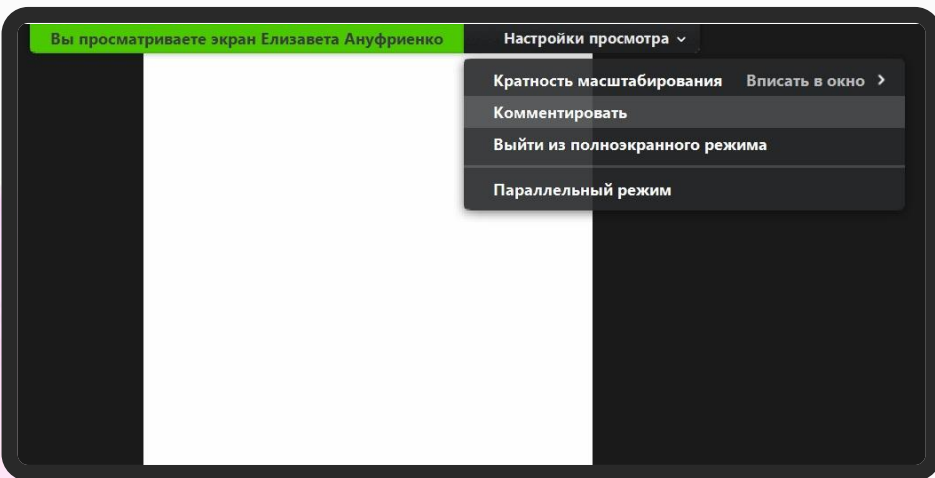 Вы просматриваете экран Елизавета Ануфриенко
Настройки просмотра
Кратность масштабирования Вписать в окно
Комментировать
Выйти из полноэкранного режима
Параллельный режим